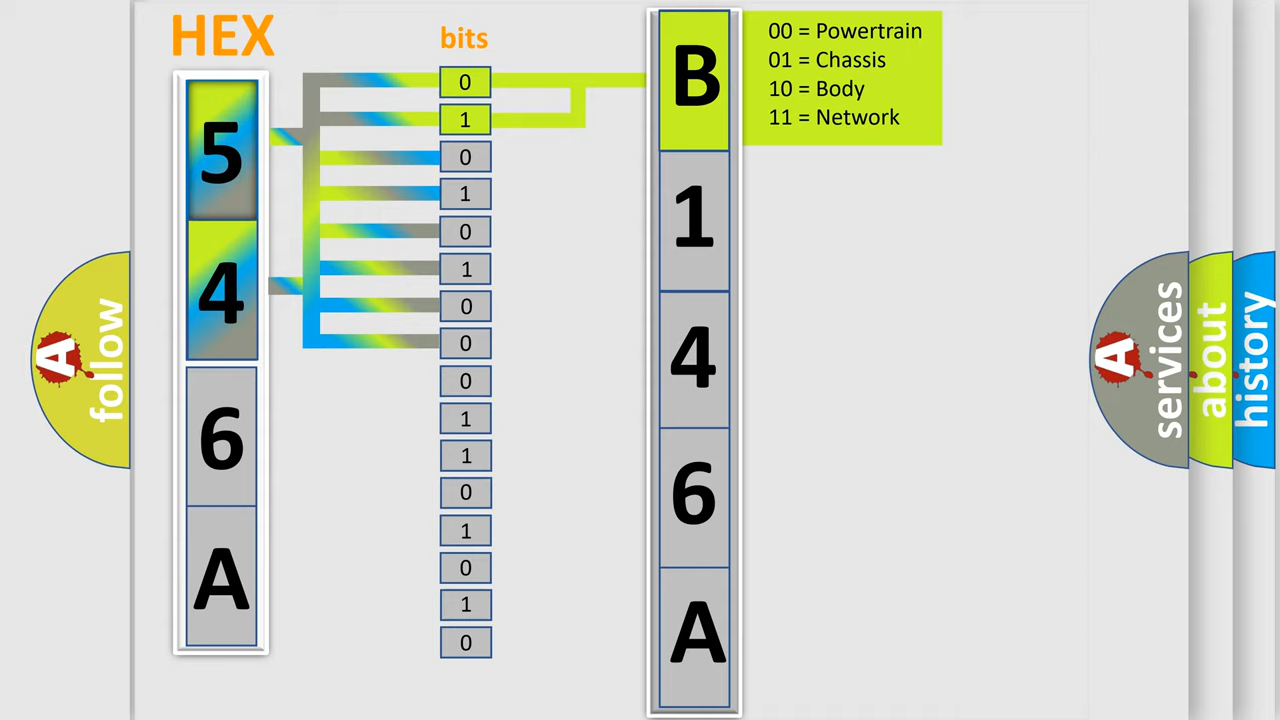 HEX
bits
5
4
6
A
0
1
0
1
0
1
0
0
0
1
1
0
1
0
1
0
B
1
4
6
A
00 = Powertrain
01 = Chassis
10 = Body
11 = Network
A follow
A services
about
history